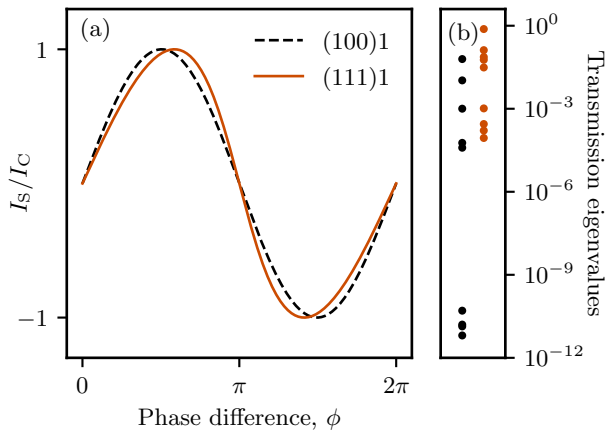 (a)
(100)1
(111)1
1
−1
I_S/I_C
0
π
2π
Phase difference, ϕ
(b)
10^0
10^−3
10^−6
10^−9
10^−12
Transmission eigenvalues